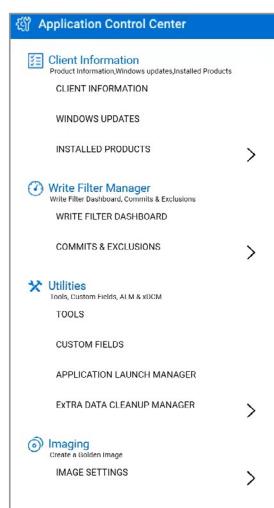 Application Control Center
Client Information
Product Information,Windows updates,Installed Products
CLIENT INFORMATION
WINDOWS UPDATES
INSTALLED PRODUCTS
Write Filter Manager
Write Filter Dashboard, Commits & Exclusions
WRITE FILTER DASHBOARD
COMMITS & EXCLUSIONS
Utilities
Tools, Custom Fields, ALM & xDCM
TOOLS
CUSTOM FIELDS
APPLICATION LAUNCH MANAGER
ExTRA DATA CLEANUP MANAGER
Imaging
Create a Golden Image
IMAGE SETTINGS